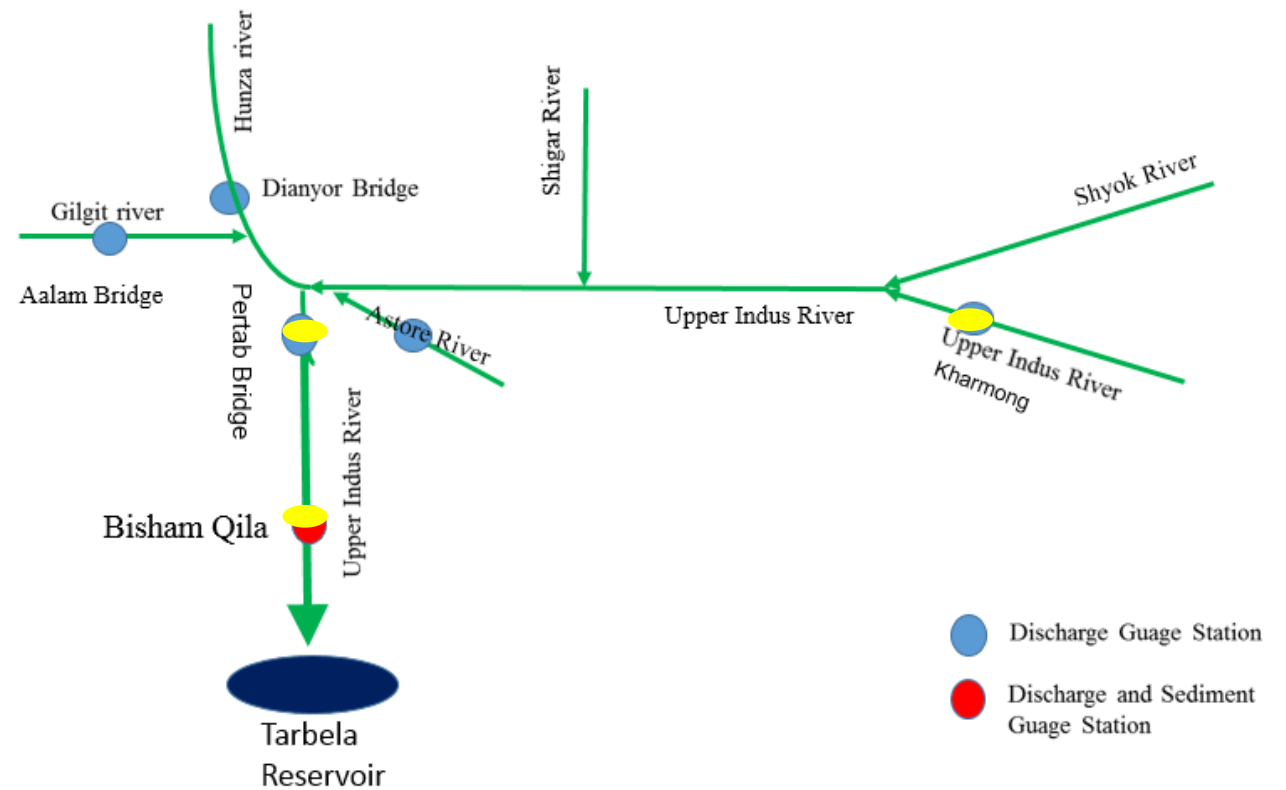 Hunza river
Shigar River
Shyok River
Dianyor Bridge
Gilgit river
Aalam Bridge
Pertab Bridge
Astore River
Upper Indus River
Upper Indus River
Kharmong
Upper Indus River
Bisham Qila
Discharge Guage Station
Discharge and Sediment
Guage Station
Tarbela
Reservoir